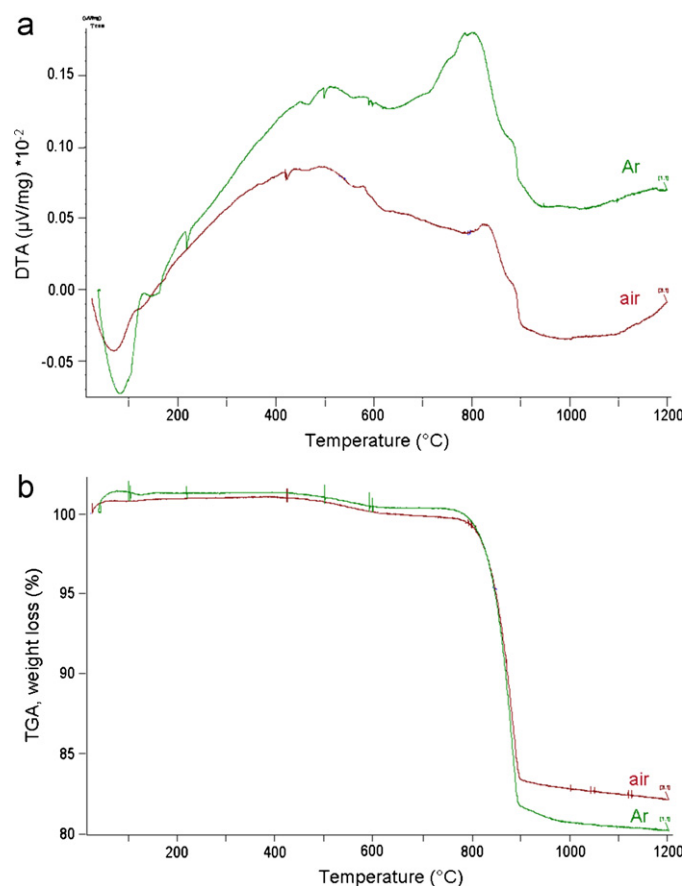 a
0.15
0.10
0.05
0.00
-0.05
DTA (µV/mg) *10-2
Ar
air
200 400 600 800 1000 1200
Temperature (°C)
b
100
95
90
85
80
TGA, weight loss (%)
air
Ar
200 400 600 800 1000 1200
Temperature (°C)